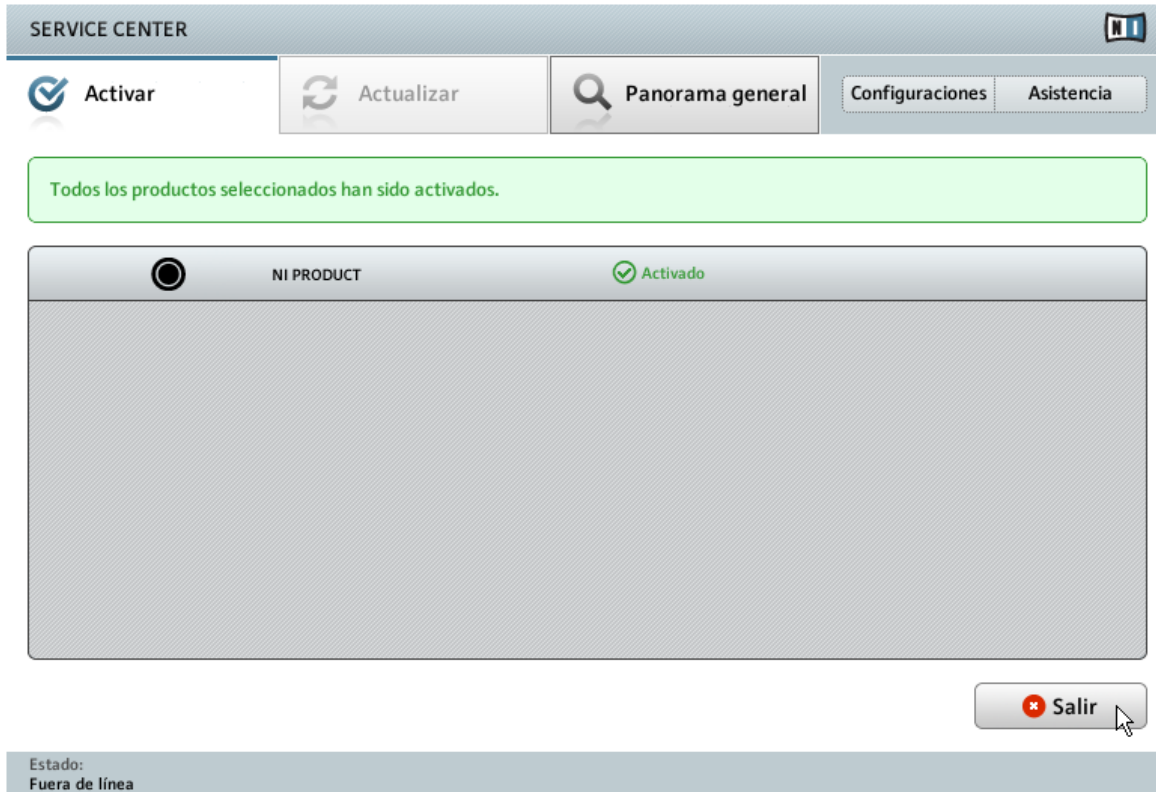 SERVICE CENTER
NI
Activar
Actualizar
Panorama general
Configuraciones
Asistencia
Todos los productos seleccionados han sido activados.
NI PRODUCT
Activado
Salir
Estado:
Fuera de línea